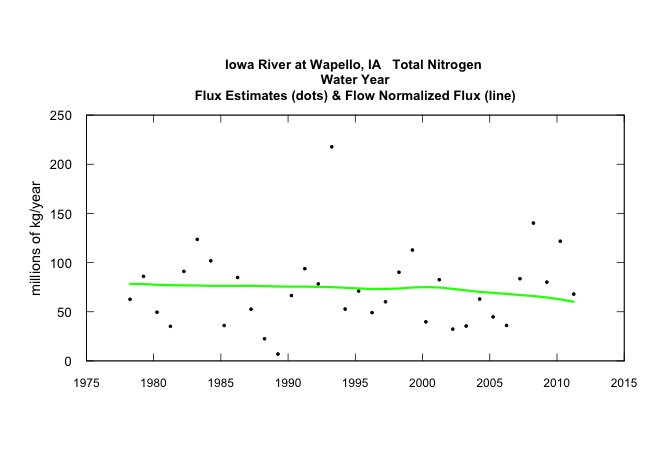 Iowa River at Wapello, IA   Total Nitrogen
Water Year
Flux Estimates (dots) & Flow Normalized Flux (line)
250
200
150
100
50
0
millions of kg/year
1975 1980 1985 1990 1995 2000 2005 2010 2015